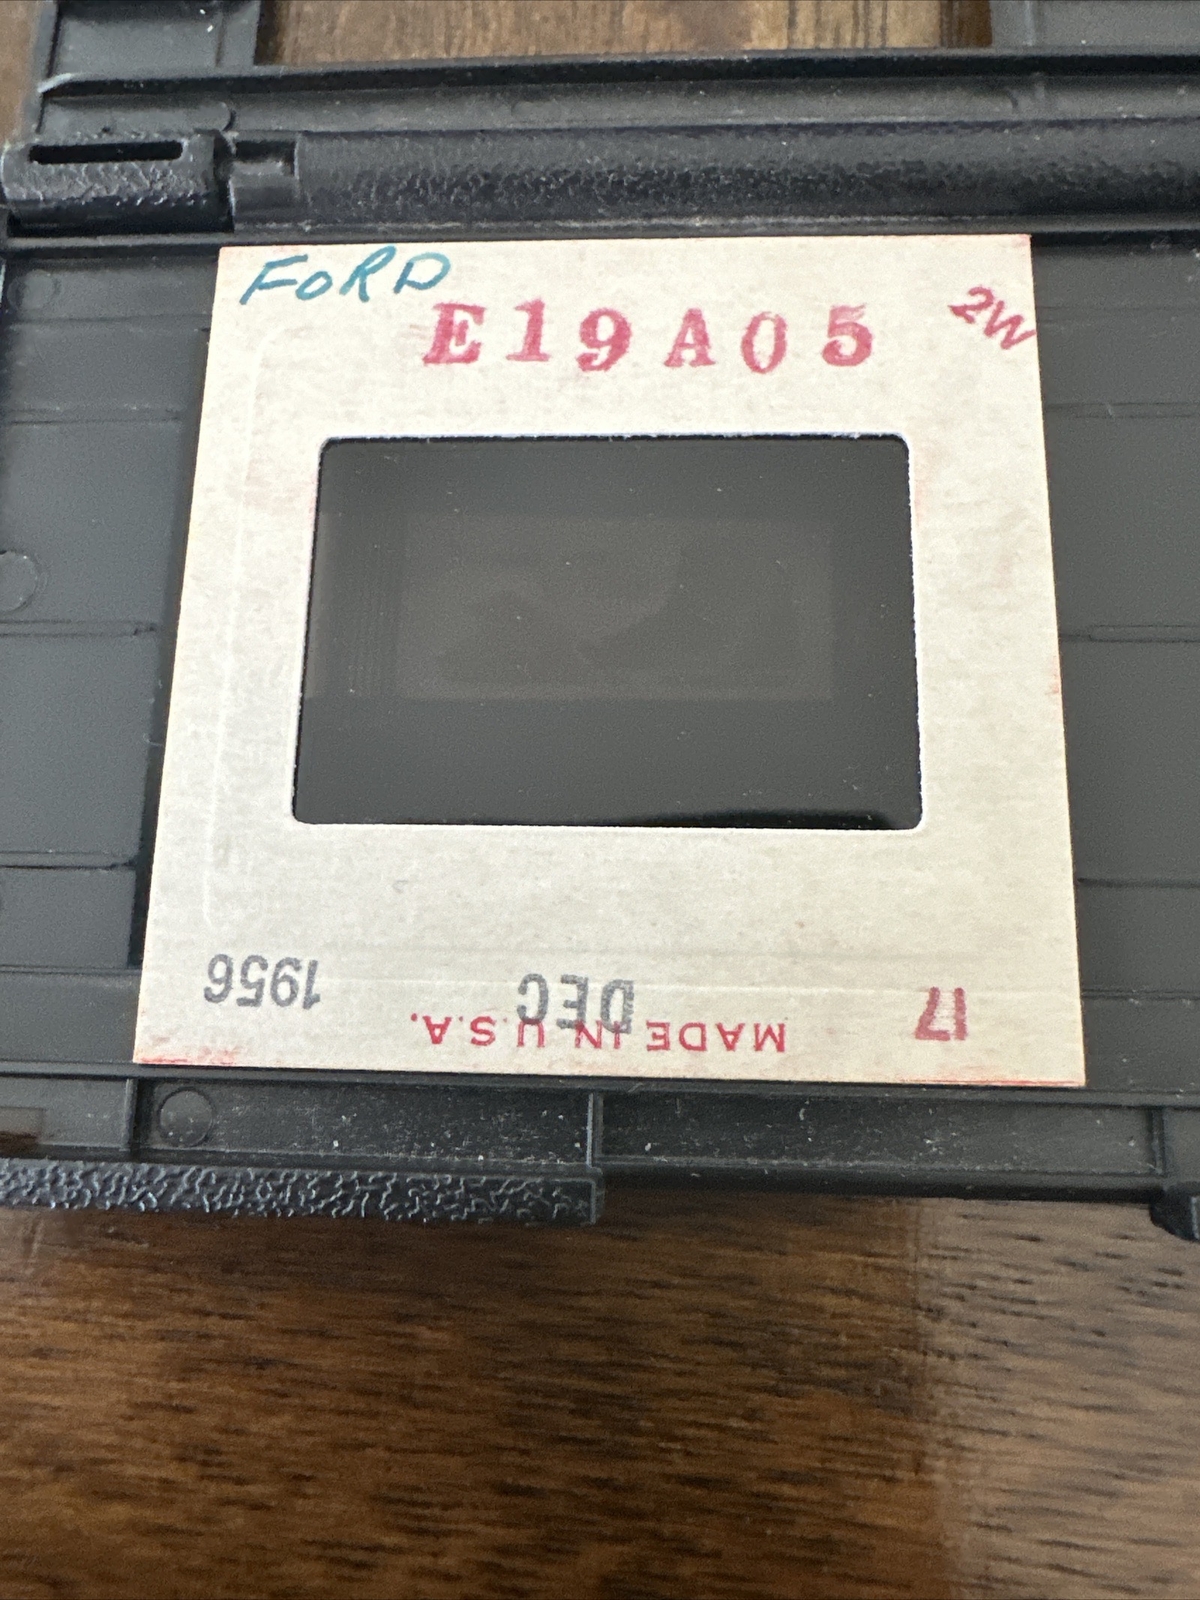 FORD
E19A05
2W
17 DEC 1956
MADE IN U.S.A.